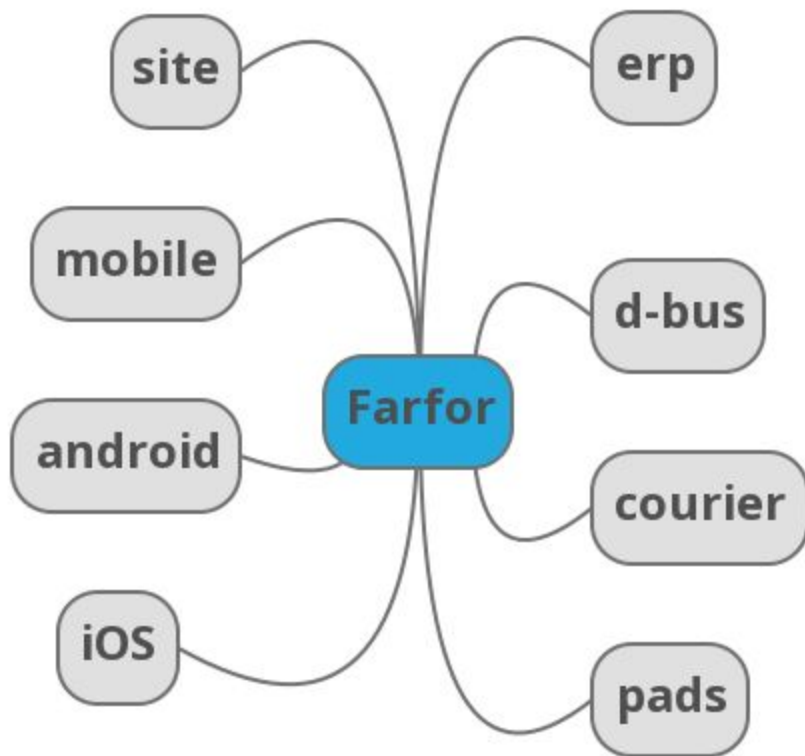 site
erp
mobile
d-bus
Farfor
android
courier
iOS
pads